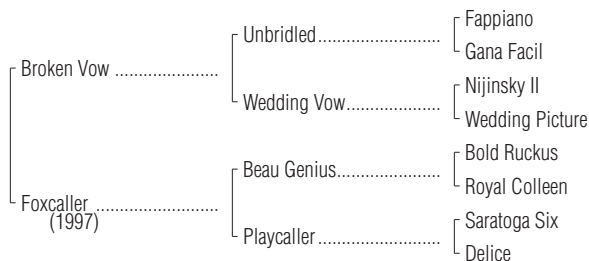 Fappiano
Unbridled
Gana Facil
Broken Vow
Nijinsky II
Wedding Vow
Wedding Picture
Bold Ruckus
Beau Genius
Royal Colleen
Foxcaller
(1997)
Saratoga Six
Playcaller
Delice